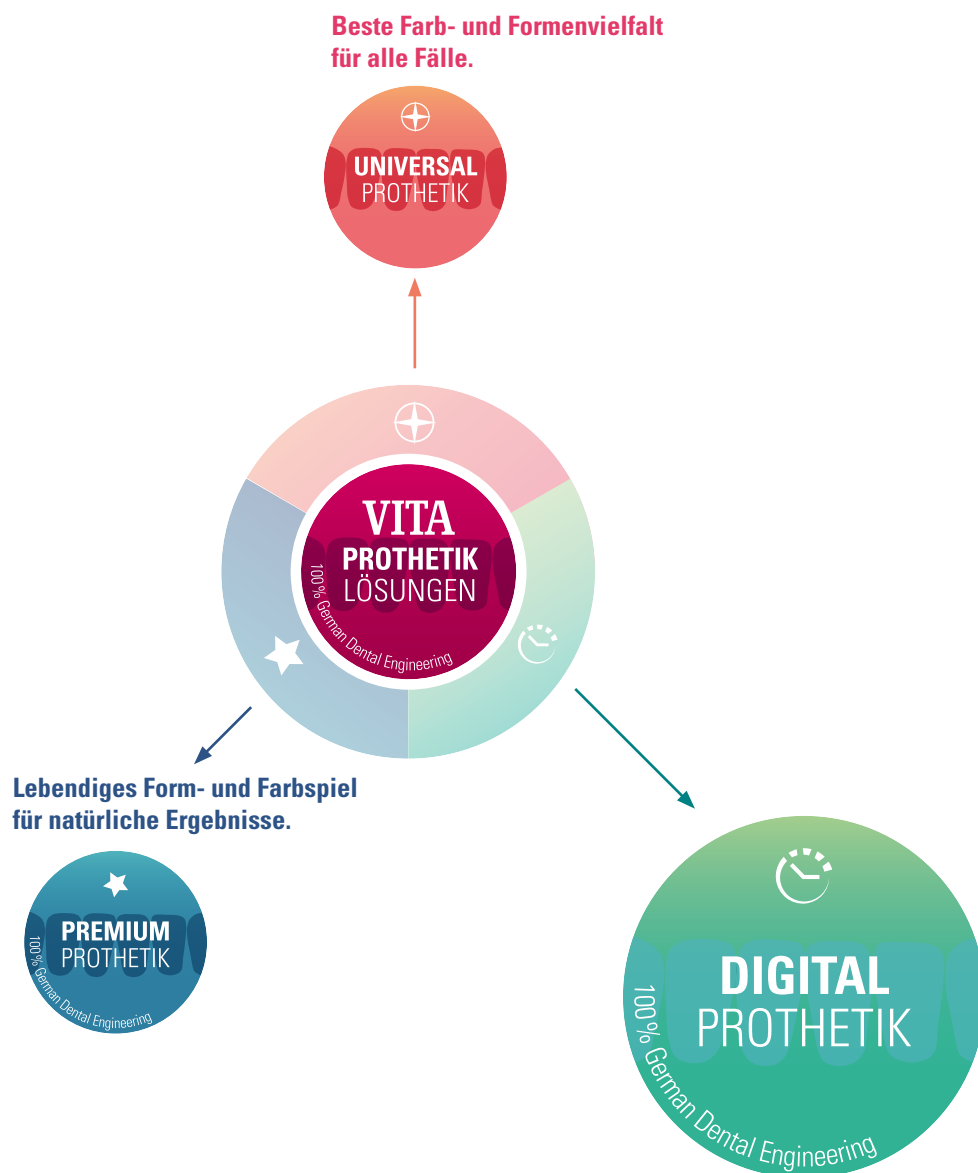 Beste Farb- und Formenvielfalt
für alle Fälle.
UNIVERSAL
PROTHETIK
VITA
PROTHETIK
LÖSUNGEN
100% German Dental Engineering
Lebendiges Form- und Farbspiel
für natürliche Ergebnisse.
PREMIUM
PROTHETIK
100% German Dental Engineering
DIGITAL
PROTHETIK
100% German Dental Engineering